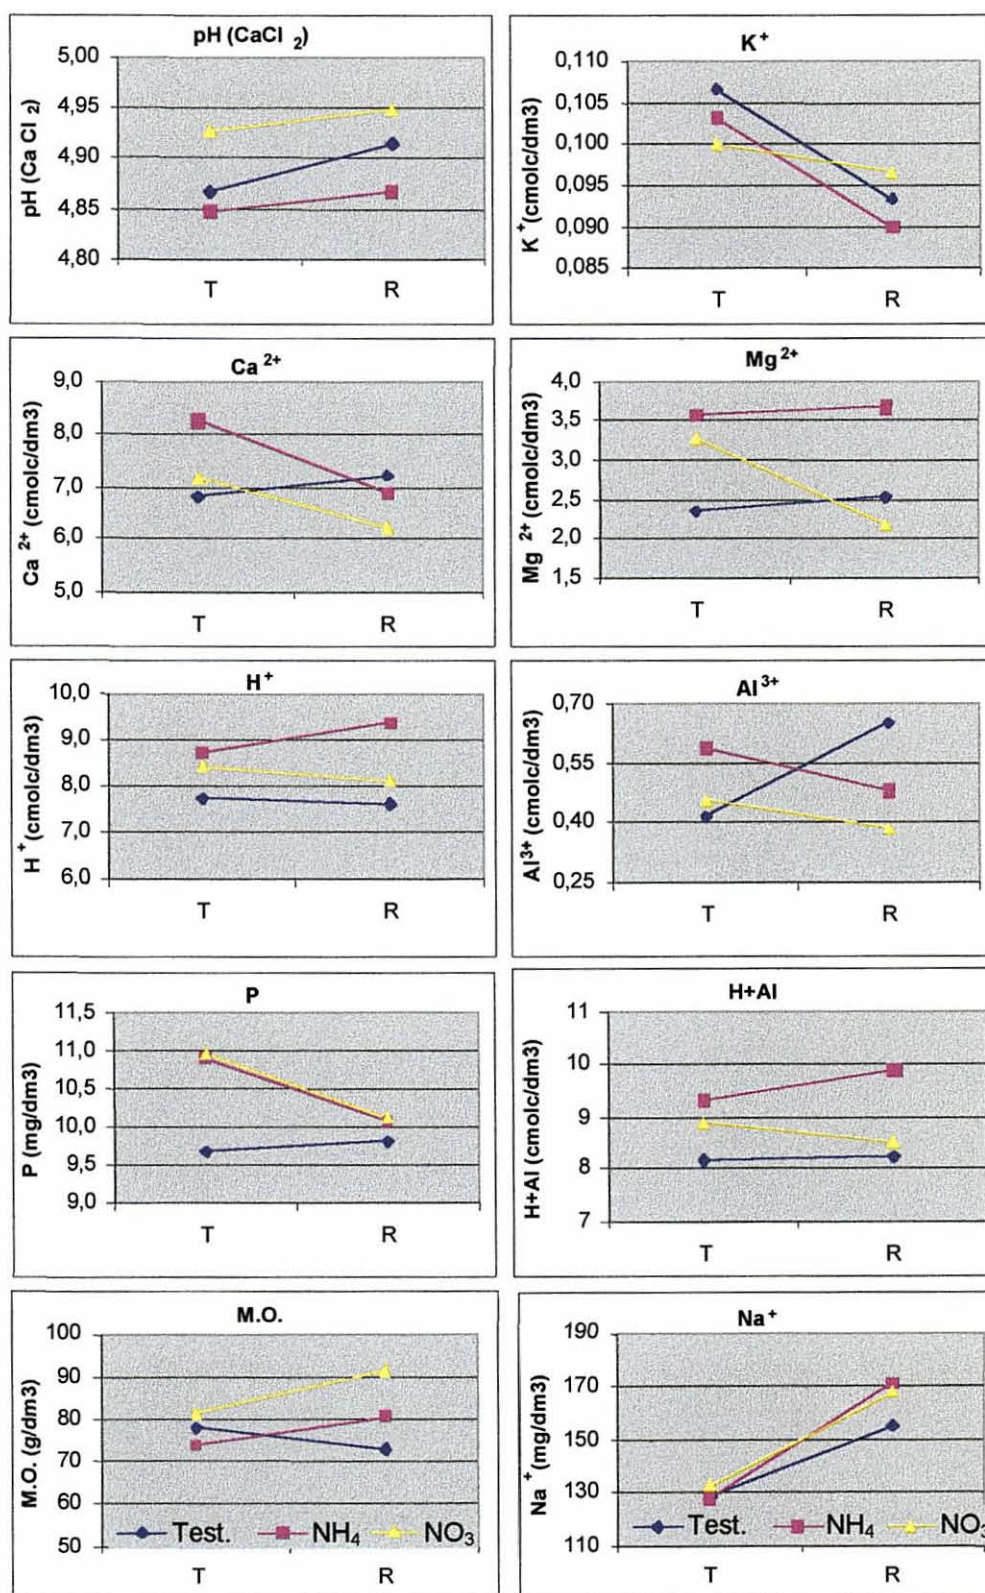 pH (CaCl 2)
pH (Ca Cl 2)
5,00
4,95
4,90
4,85
4,80
T R
K+
K+(cmolc/dm3)
0,110
0,105
0,100
0,095
0,090
0,085
T R
Ca 2+
Ca 2+ (cmolc/dm3)
9,0
8,0
7,0
6,0
5,0
T R
Mg 2+
Mg 2+ (cmolc/dm3)
4,0
3,5
3,0
2,5
2,0
1,5
T R
H+
H+(cmolc/dm3)
10,0
9,0
8,0
7,0
6,0
T R
Al3+
Al3+ (cmolc/dm3)
0,70
0,55
0,40
0,25
T R
P
P (mg/dm3)
11,5
11,0
10,5
10,0
9,5
9,0
T R
H+Al
H+Al (cmolc/dm3)
11
10
9
8
7
T R
M.O.
M.O. (g/dm3)
100
90
80
70
60
50
Test. NH4 NO3
T R
Na+
Na+ (mg/dm3)
190
170
150
130
110
Test. NH4 NO3
T R